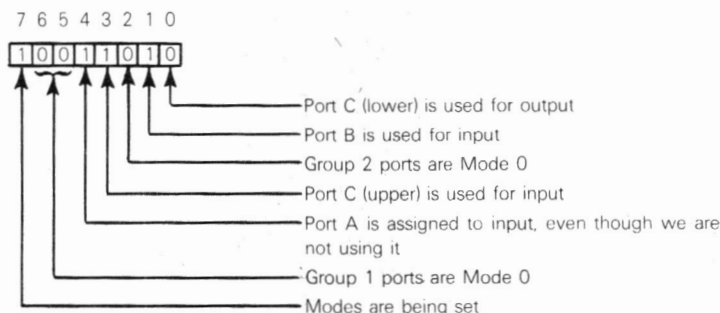 7 6 5 4 3 2 1 0
1 0 0 1 1 0 1 0
Port C (lower) is used for output
Port B is used for input
Group 2 ports are Mode 0
Port C (upper) is used for input
Port A is assigned to input, even though we are
not using it
Group 1 ports are Mode 0
Modes are being set